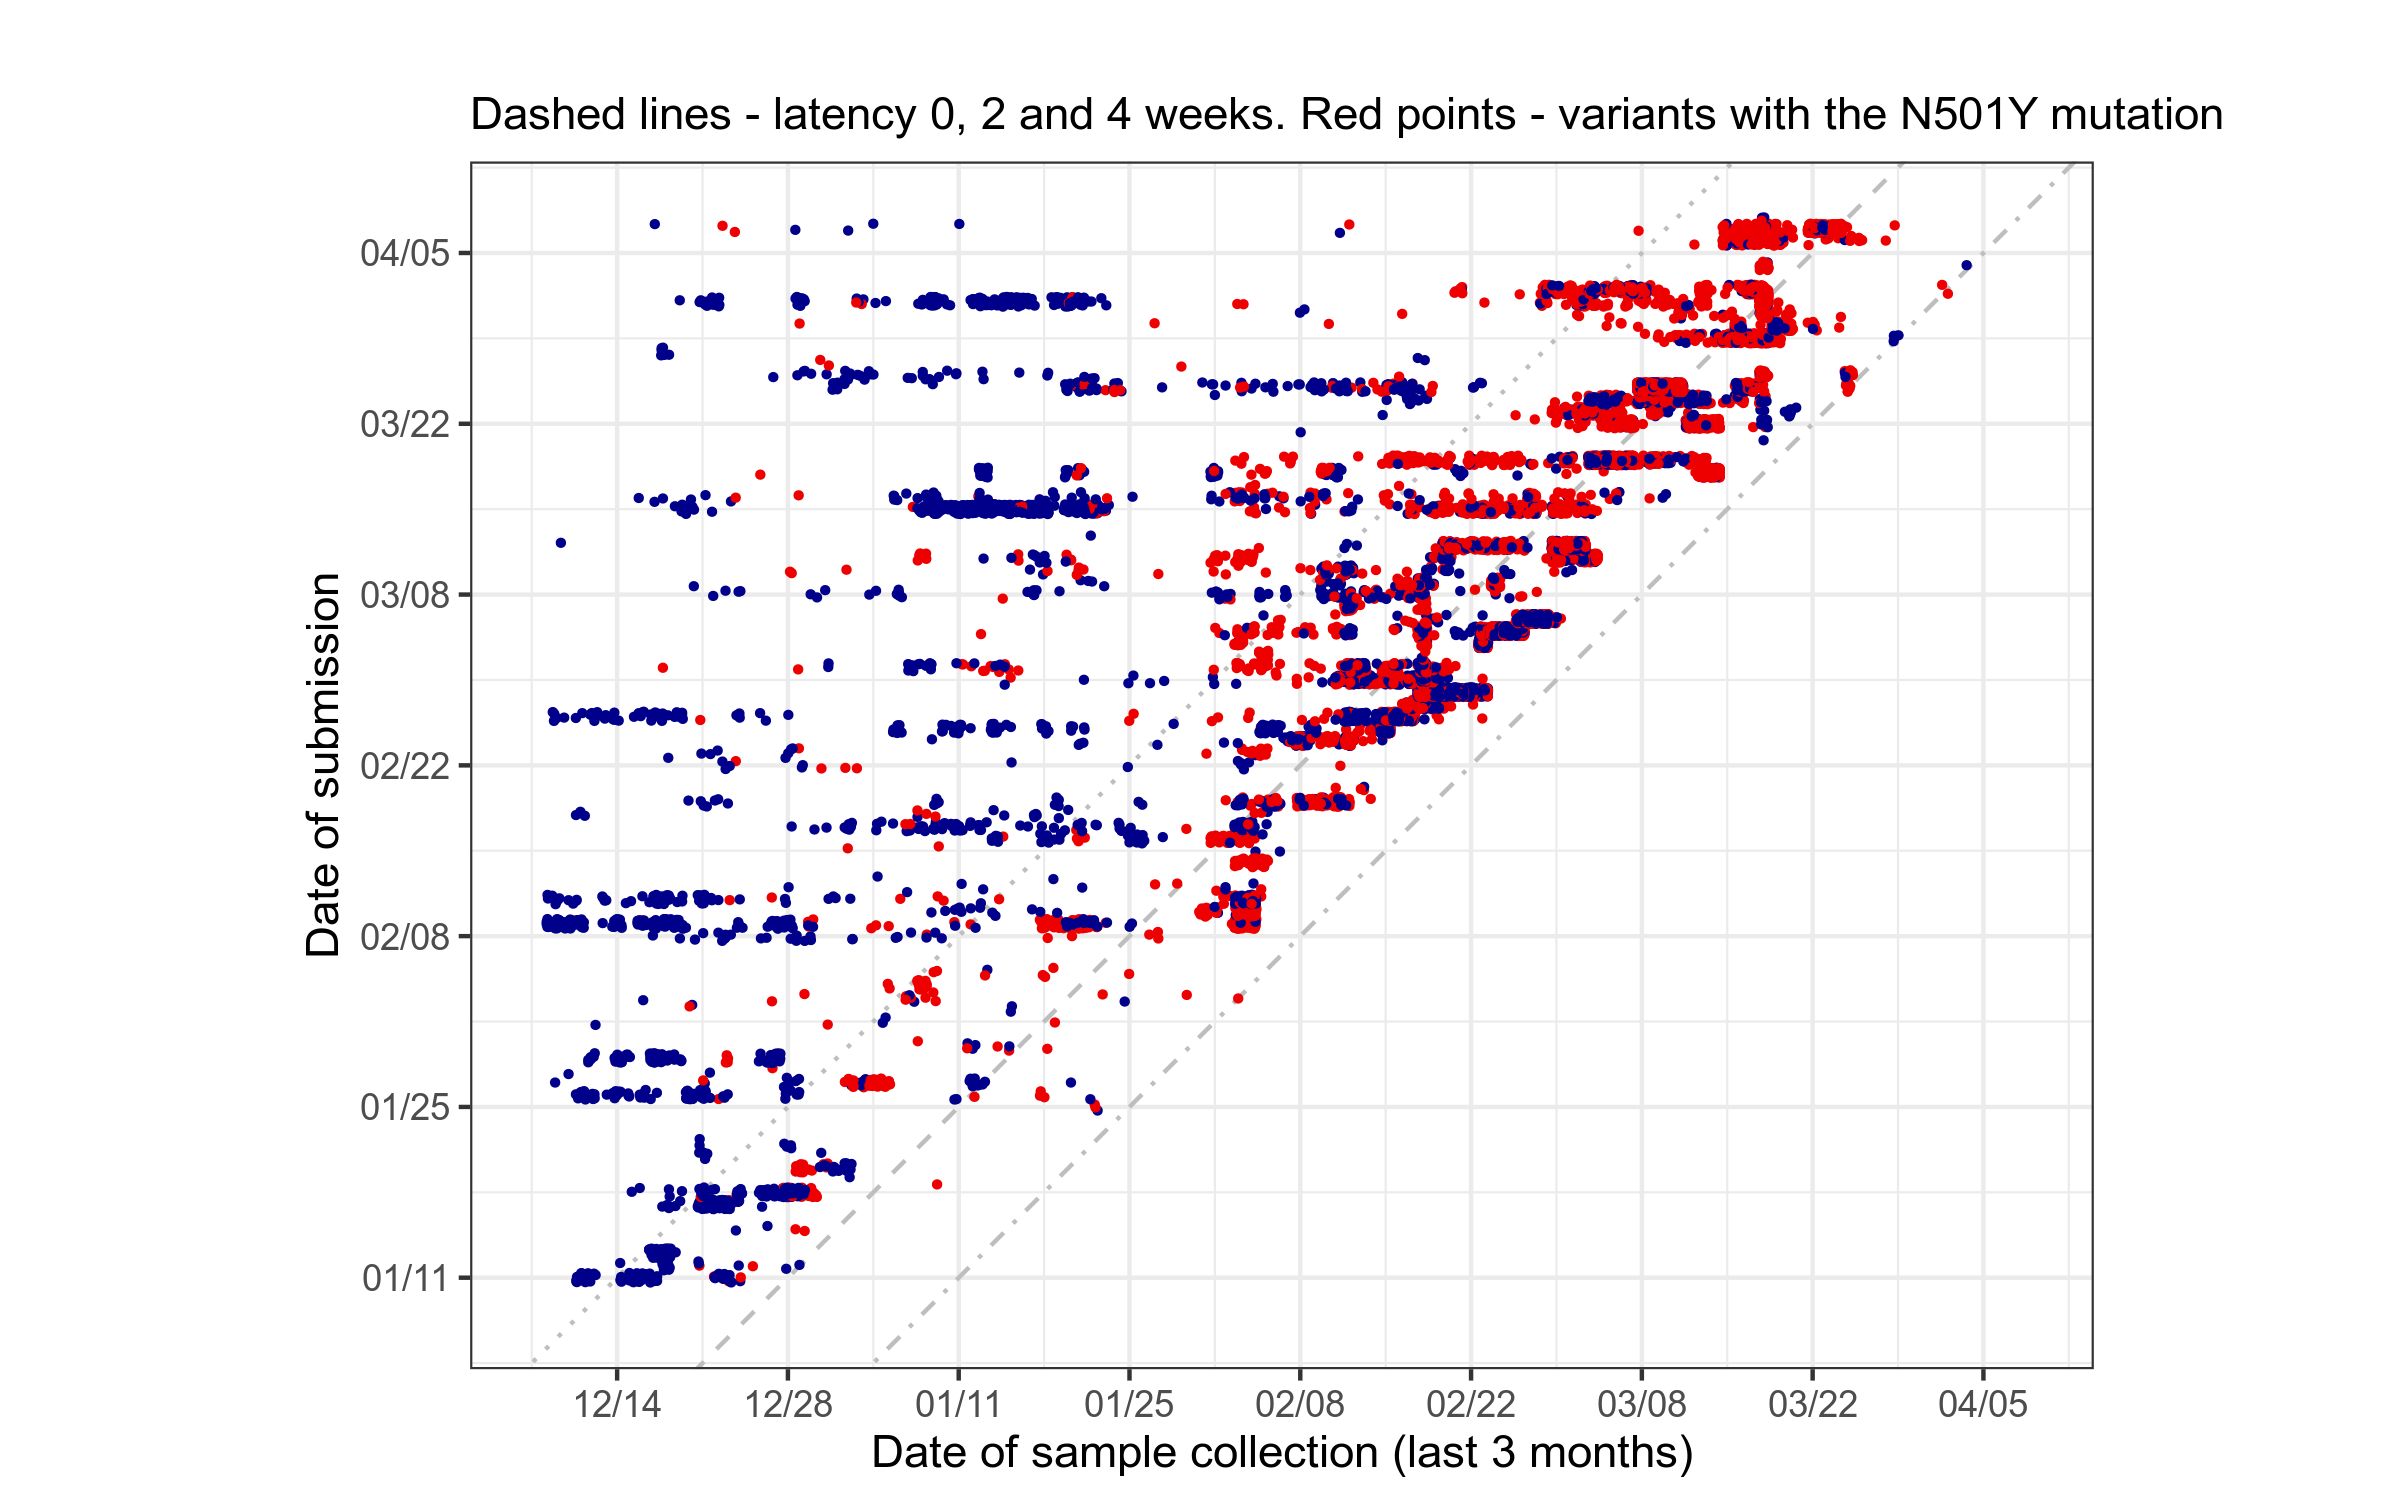 Dashed lines - latency 0, 2 and 4 weeks. Red points - variants with the N501Y mutation
Date of submission
04/05
03/22
03/08
02/22
02/08
01/25
01/11
12/14 12/28 01/11 01/25 02/08 02/22 03/08 03/22 04/05
Date of sample collection (last 3 months)